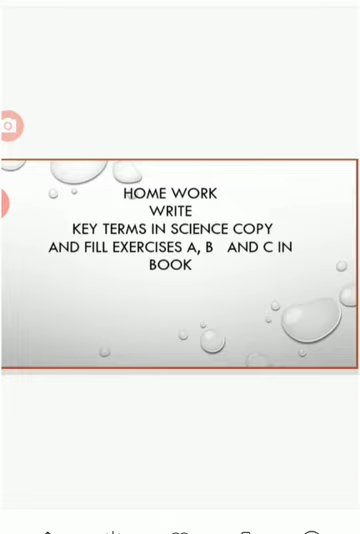 HOME WORK
WRITE
KEY TERMS IN SCIENCE COPY
AND FILL EXERCISES A, B AND C IN
BOOK